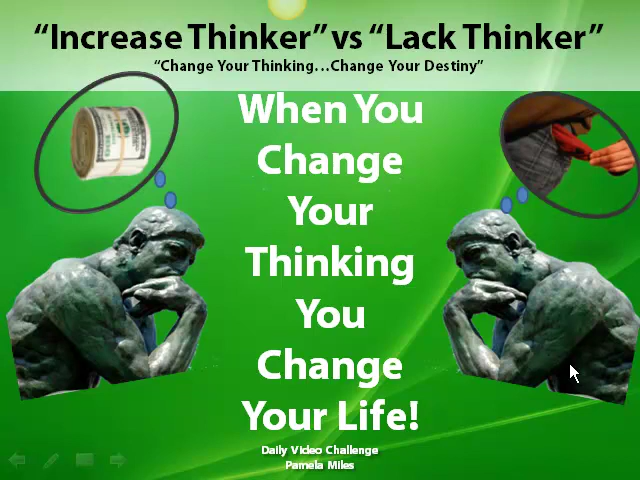 “Increase Thinker” vs “Lack Thinker”
“Change Your Thinking…Change Your Destiny”
When You
Change
Your
Thinking
You
Change
Your Life!
Daily Video Challenge
Pamela Miles